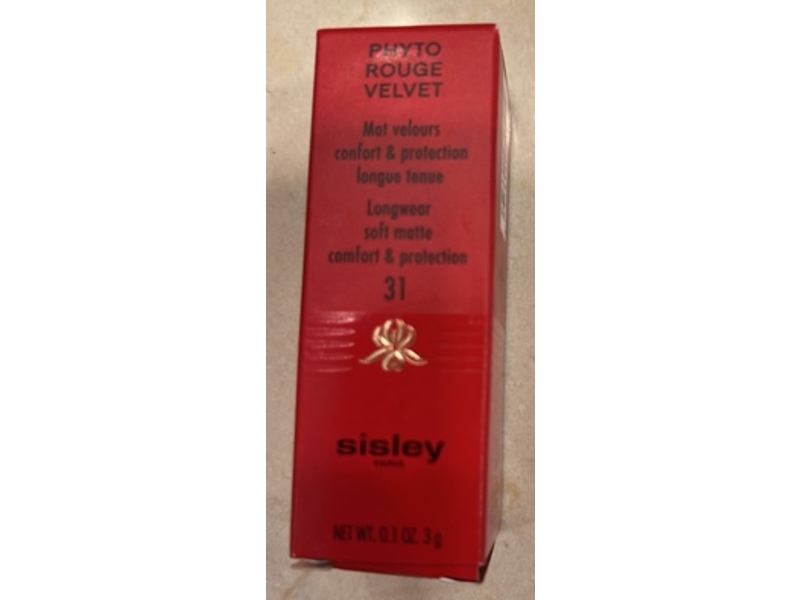 PHYTO
ROUGE
VELVET
Mat velours
confort & protection
longue tenue
Longwear
soft matte
comfort & protection
31
sisley
PARIS
NET WT. 0.1 OZ. 3 g